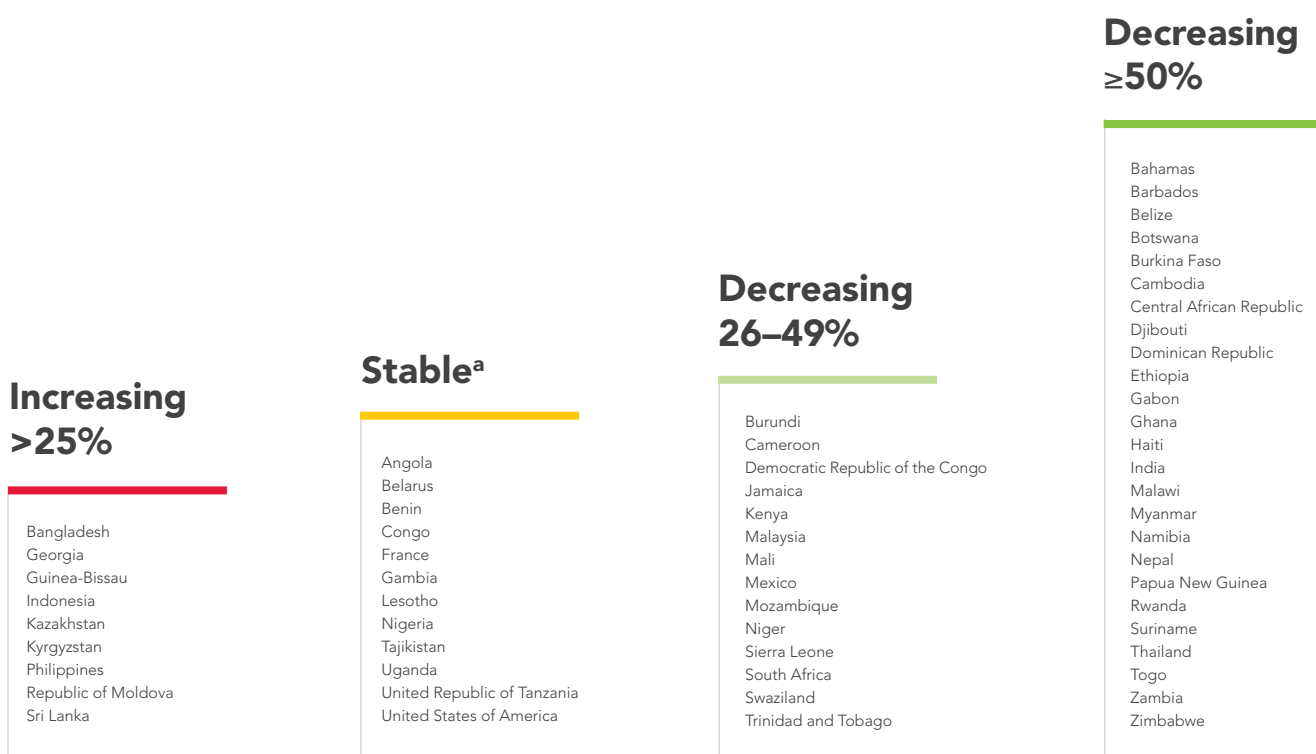 Increasing
>25%
Bangladesh
Georgia
Guinea-Bissau
Indonesia
Kazakhstan
Kyrgyzstan
Philippines
Republic of Moldova
Sri Lanka
Stableᵃ
Angola
Belarus
Benin
Congo
France
Gambia
Lesotho
Nigeria
Tajikistan
Uganda
United Republic of Tanzania
United States of America
Decreasing
26–49%
Burundi
Cameroon
Democratic Republic of the Congo
Jamaica
Kenya
Malaysia
Mali
Mexico
Mozambique
Niger
Sierra Leone
South Africa
Swaziland
Trinidad and Tobago
Decreasing
≥50%
Bahamas
Barbados
Belize
Botswana
Burkina Faso
Cambodia
Central African Republic
Djibouti
Dominican Republic
Ethiopia
Gabon
Ghana
Haiti
India
Malawi
Myanmar
Namibia
Nepal
Papua New Guinea
Rwanda
Suriname
Thailand
Togo
Zambia
Zimbabwe